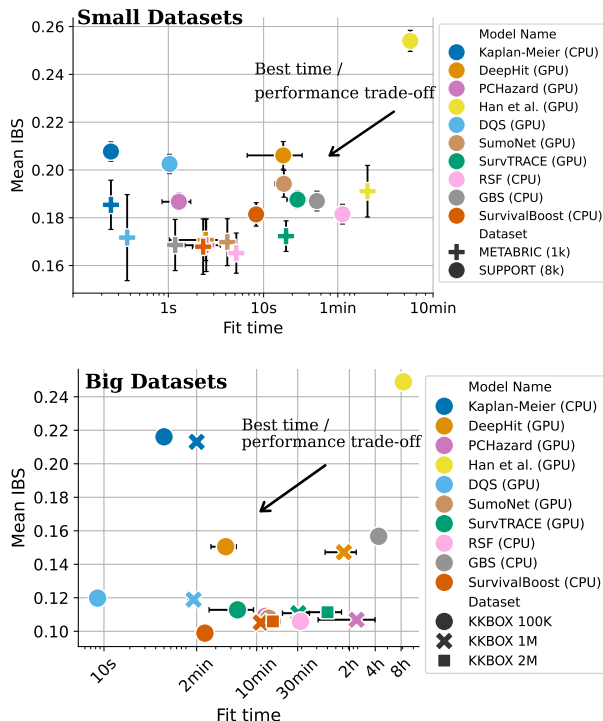 Small Datasets
0.26
0.24
0.22
0.20
0.18
0.16
Mean IBS
Best time /
performance trade-off
1s
10s
1min
10min
Fit time
Model Name
Kaplan-Meier (CPU)
DeepHit (GPU)
PCHazard (GPU)
Han et al. (GPU)
DQS (GPU)
SumoNet (GPU)
SurvTRACE (GPU)
RSF (CPU)
GBS (CPU)
SurvivalBoost (CPU)
Dataset
METABRIC (1k)
SUPPORT (8k)
Big Datasets
0.24
0.22
0.20
0.18
0.16
0.14
0.12
0.10
Mean IBS
Best time /
performance trade-off
10s
2min
10min
30min
2h
4h
8h
Fit time
Model Name
Kaplan-Meier (CPU)
DeepHit (GPU)
PCHazard (GPU)
Han et al. (GPU)
DQS (GPU)
SumoNet (GPU)
SurvTRACE (GPU)
RSF (CPU)
GBS (CPU)
SurvivalBoost (CPU)
Dataset
KKBOX 100K
KKBOX 1M
KKBOX 2M